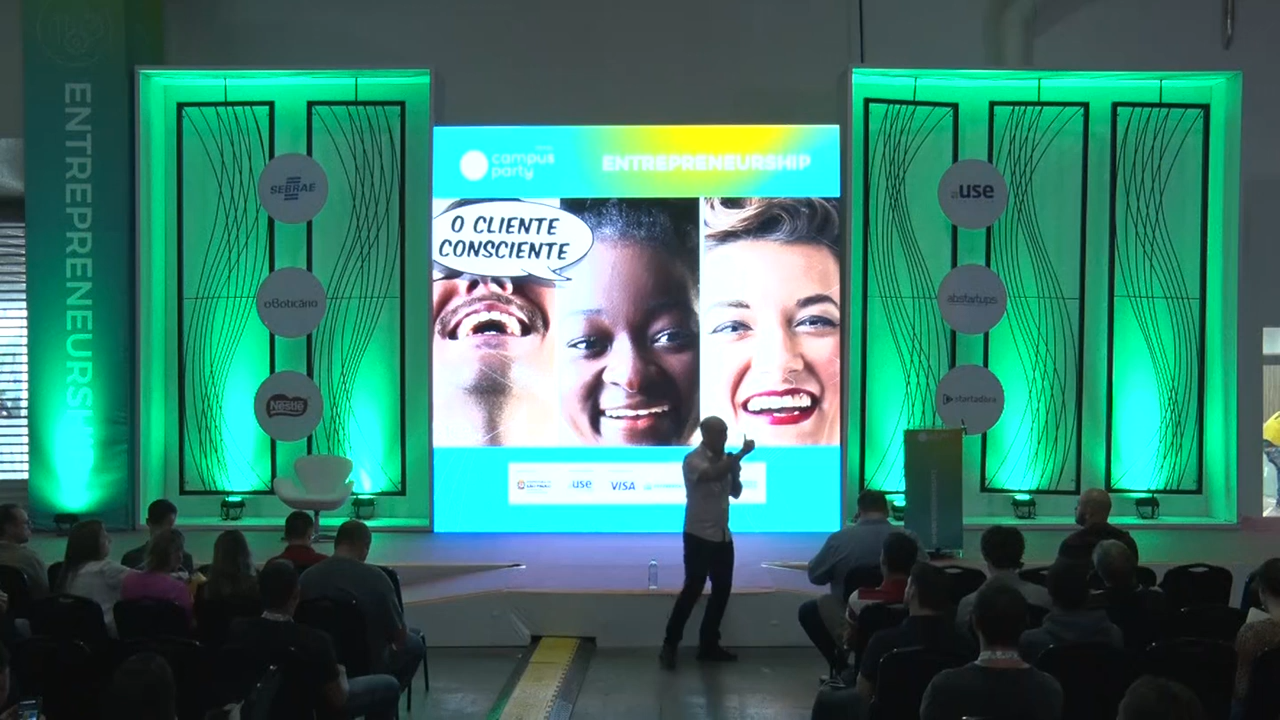 ENTREPRENEURSHIP
SEBRAE
oBoticário
Nestlé
campus
party
ENTREPRENEURSHIP
O CLIENTE
CONSCIENTE
use
VISA
use
abstartups
startadora